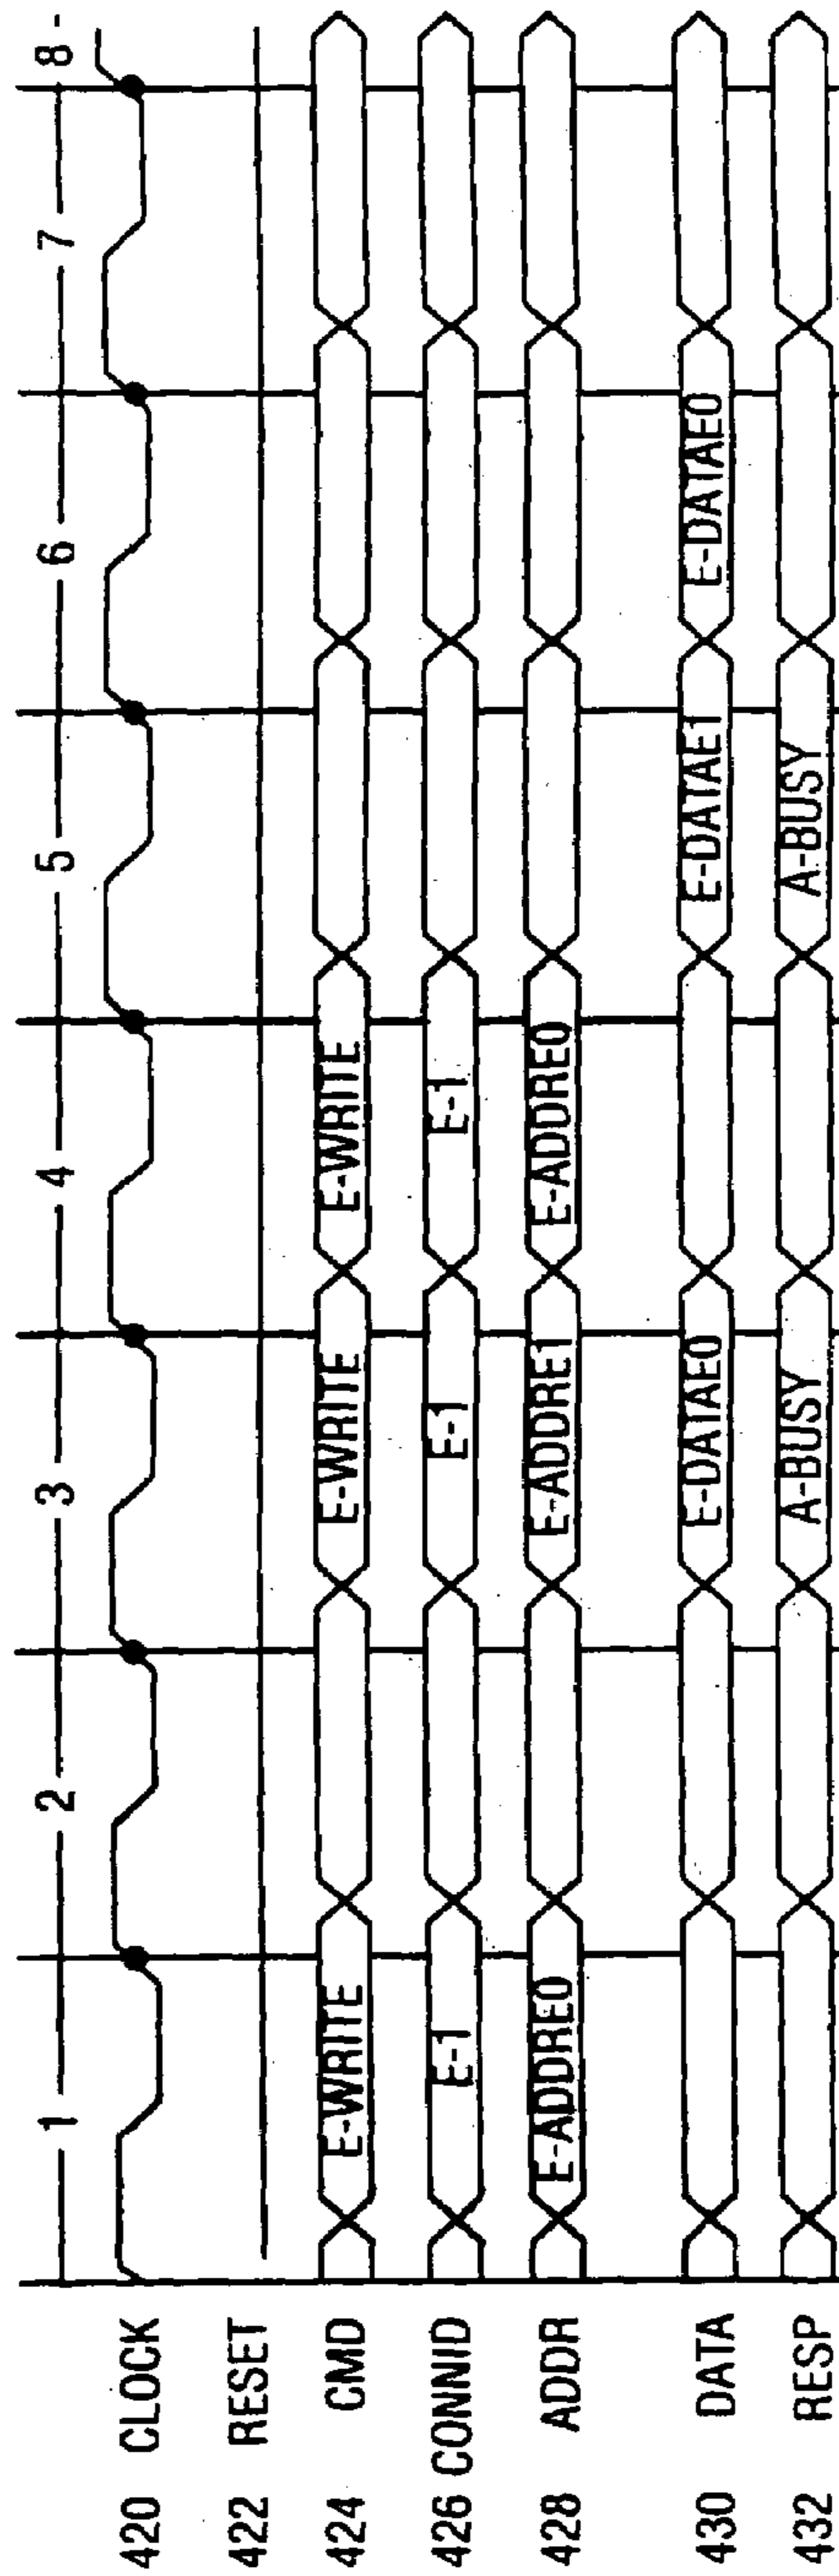 1 2 3 4 5 6 7 8
420 CLOCK
422 RESET
424 CMD E-WRITE E-WRITE E-WRITE
426 CONNID E-1 E-1 E-1
428 ADDR E-ADDRE0 E-ADDRE1 E-ADDRE0
430 DATA E-DATAE0 E-DATAE1 E-DATAE0
432 RESP A-BUSY A-BUSY